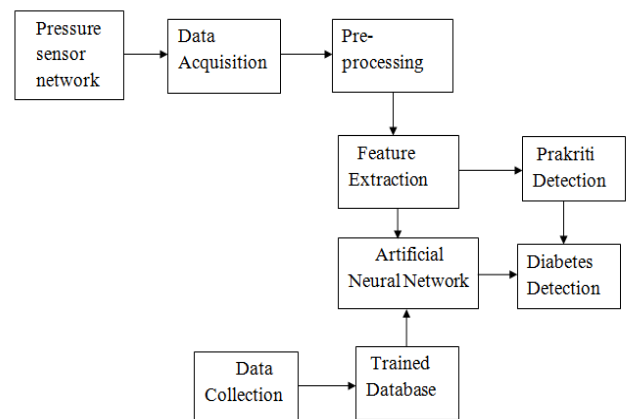 Pressure
sensor
network
Data
Acquisition
Pre-
processing
Feature
Extraction
Prakriti
Detection
Artificial
Neural Network
Diabetes
Detection
Data
Collection
Trained
Database